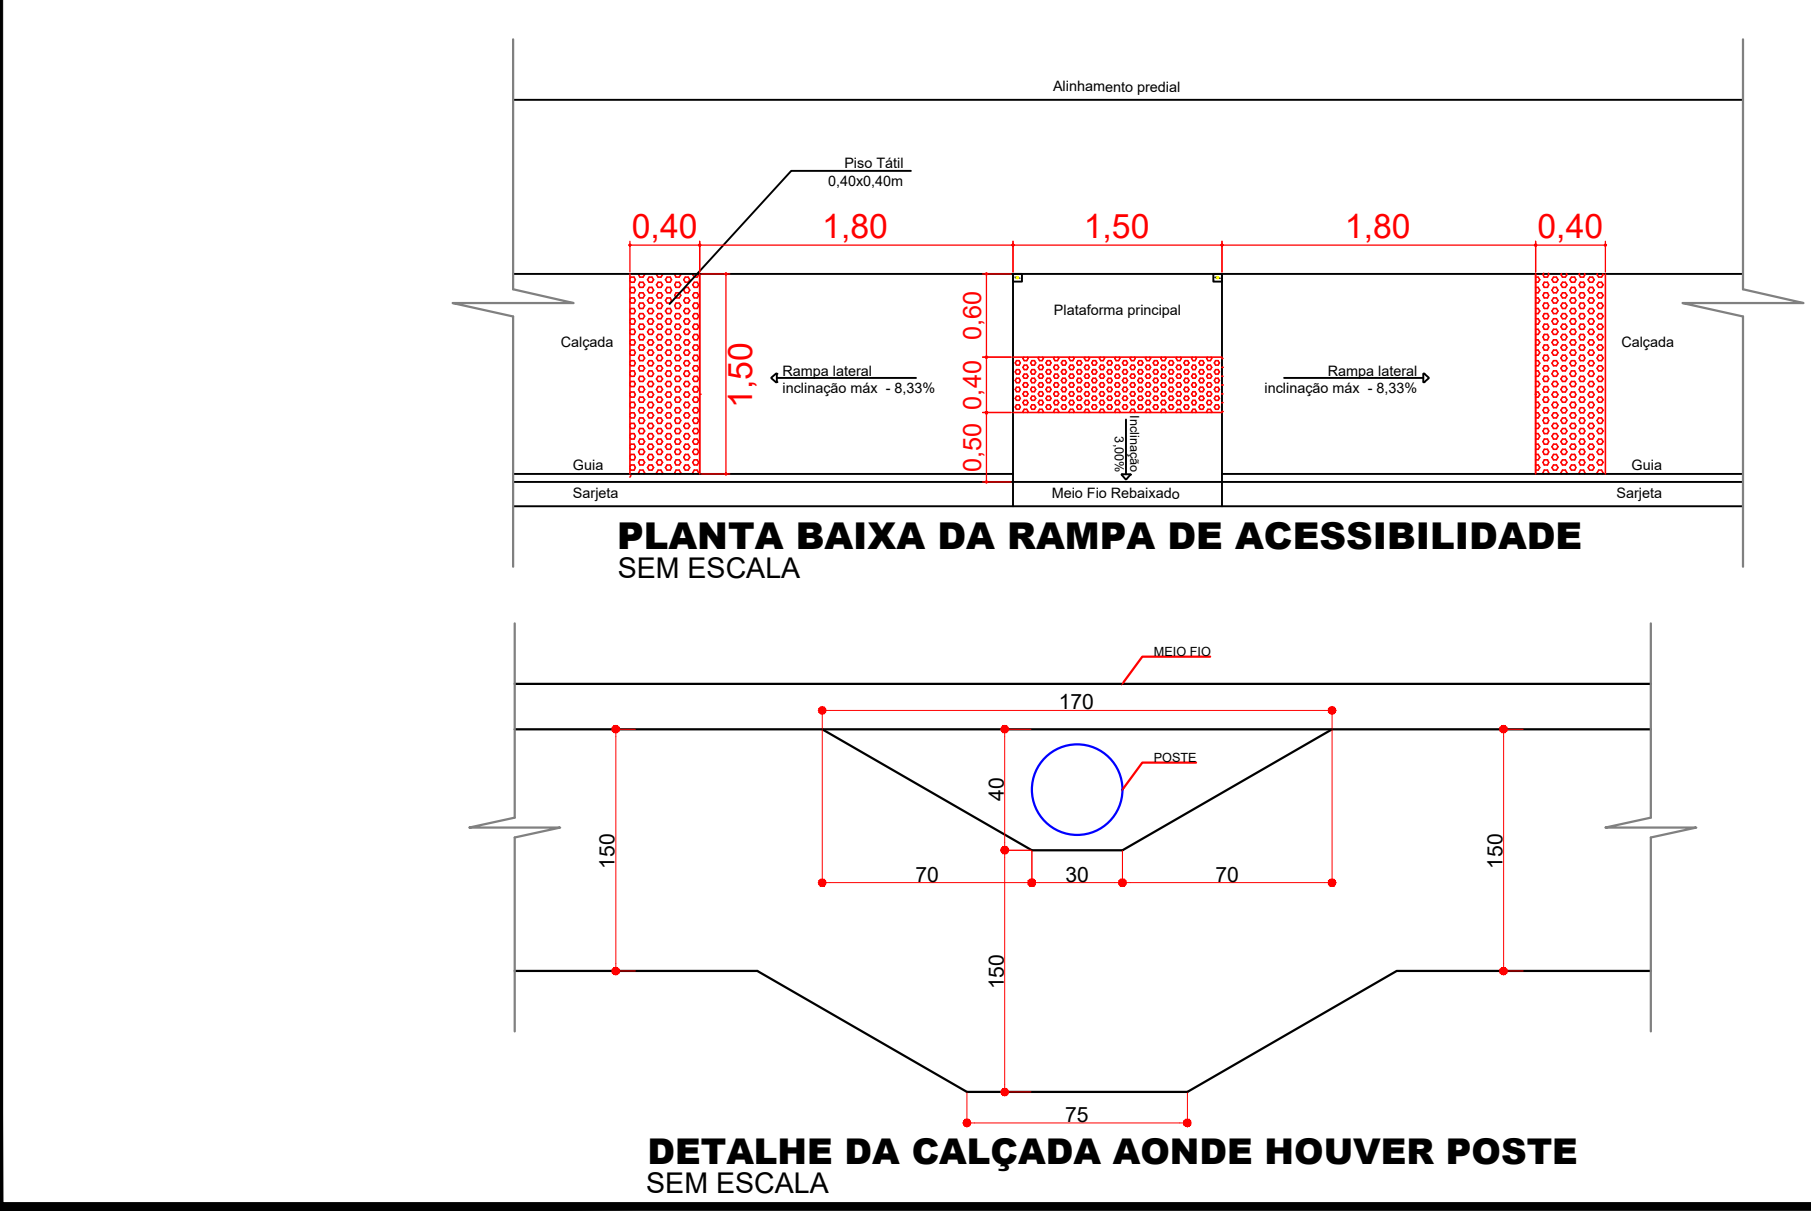 Alinhamento predial
Piso Tátil
0,40x0,40m
0,40
1,80
1,50
1,80
0,40
0,60
Plataforma principal
Calçada
1,50
Rampa lateral
inclinação máx - 8,33%
0,40
Rampa lateral
inclinação máx - 8,33%
Calçada
0,50
Inclinação
3,00%
Guia
Guia
Sarjeta
Meio Fio Rebaixado
Sarjeta
PLANTA BAIXA DA RAMPA DE ACESSIBILIDADE
SEM ESCALA
MEIO FIO
170
POSTE
40
150
150
70
30
70
150
75
DETALHE DA CALÇADA AONDE HOUVER POSTE
SEM ESCALA